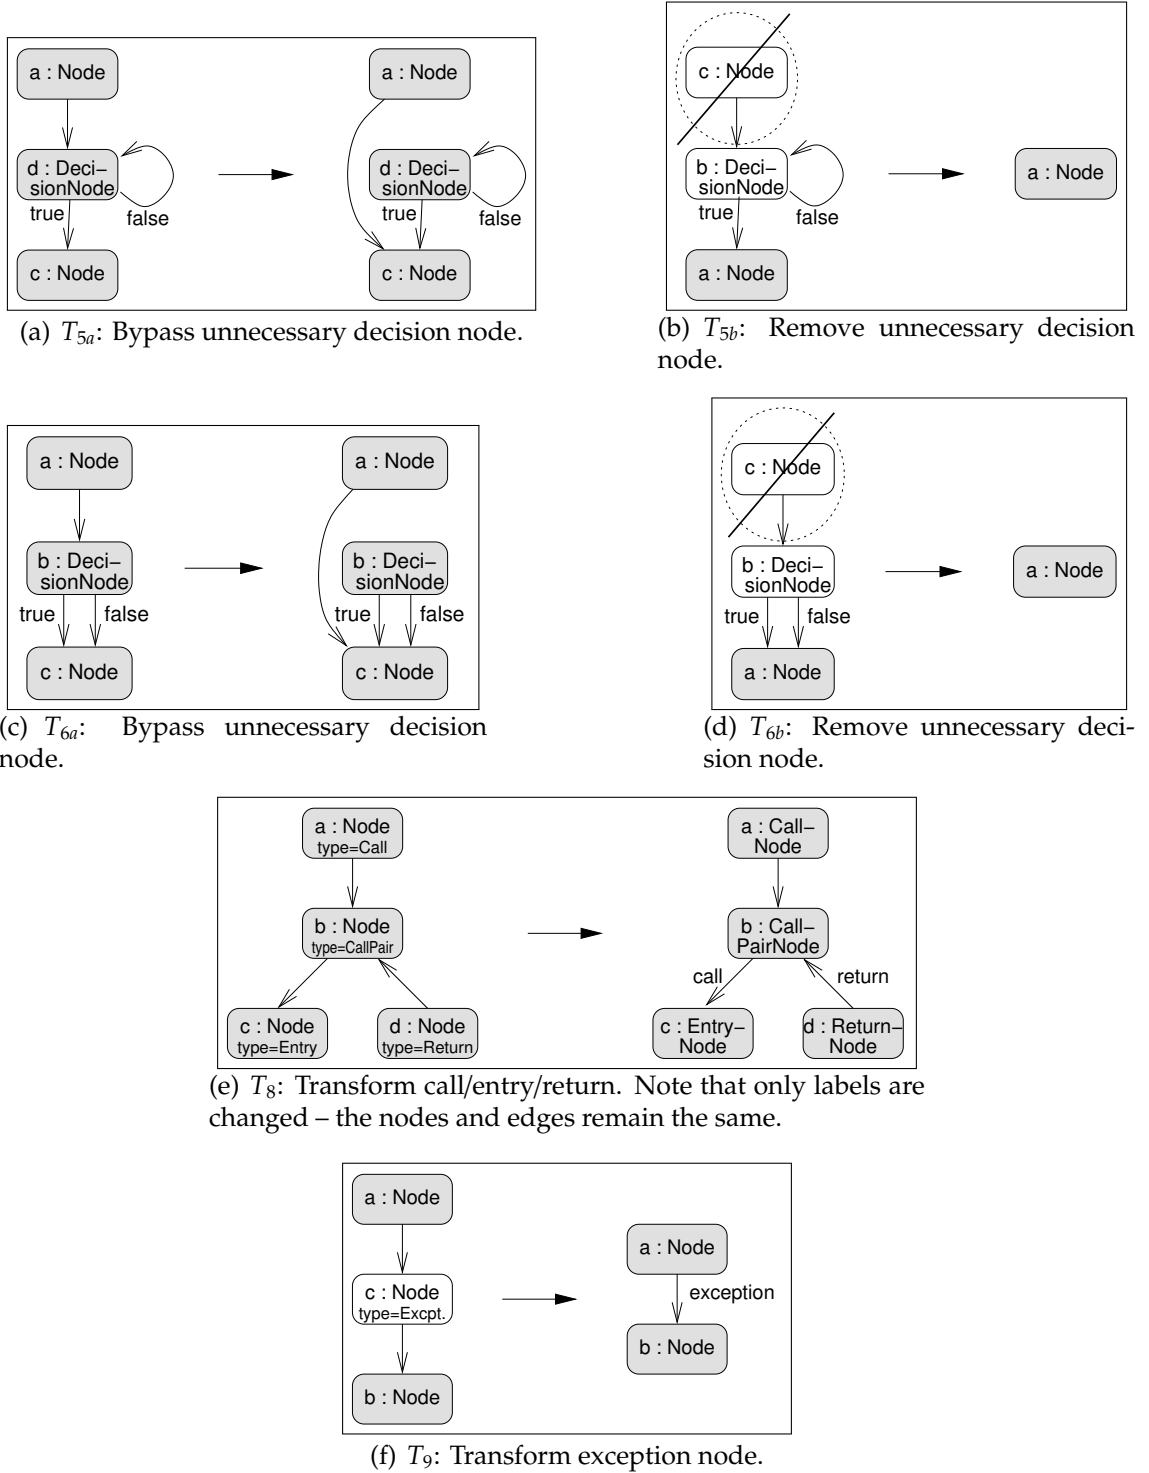 a : Node
a : Node
d : Deci–
sionNode
true
false
c : Node
d : Deci–
sionNode
true
false
c : Node
(a) T5a: Bypass unnecessary decision node.
c : Node
b : Deci–
sionNode
true
false
a : Node
a : Node
(b) T5b: Remove unnecessary decision
node.
a : Node
a : Node
b : Deci–
sionNode
true
false
c : Node
b : Deci–
sionNode
true
false
c : Node
(c) T6a: Bypass unnecessary decision
node.
c : Node
b : Deci–
sionNode
true
false
a : Node
a : Node
(d) T6b: Remove unnecessary deci-
sion node.
a : Node
type=Call
b : Node
type=CallPair
c : Node
type=Entry
d : Node
type=Return
a : Call–
Node
b : Call–
PairNode
call
return
c : Entry–
Node
d : Return–
Node
(e) T8: Transform call/entry/return. Note that only labels are
changed – the nodes and edges remain the same.
a : Node
c : Node
type=Excpt.
b : Node
a : Node
exception
b : Node
(f) T9: Transform exception node.